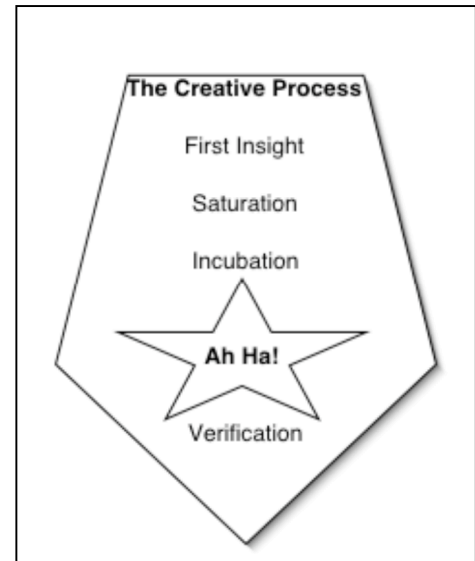 The Creative Process
First Insight
Saturation
Incubation
Ah Ha!
Verification